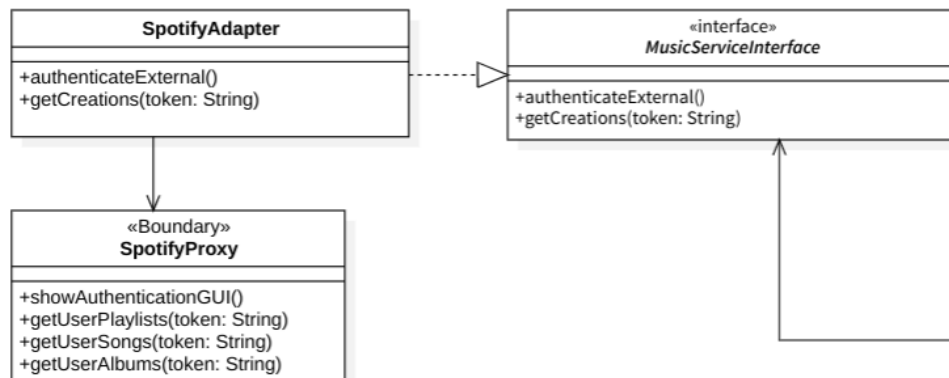 SpotifyAdapter
+authenticateExternal()
+getCreations(token: String)
«interface»
MusicServiceInterface
+authenticateExternal()
+getCreations(token: String)
«Boundary»
SpotifyProxy
+showAuthenticationGUI()
+getUserPlaylists(token: String)
+getUserSongs(token: String)
+getUserAlbums(token: String)